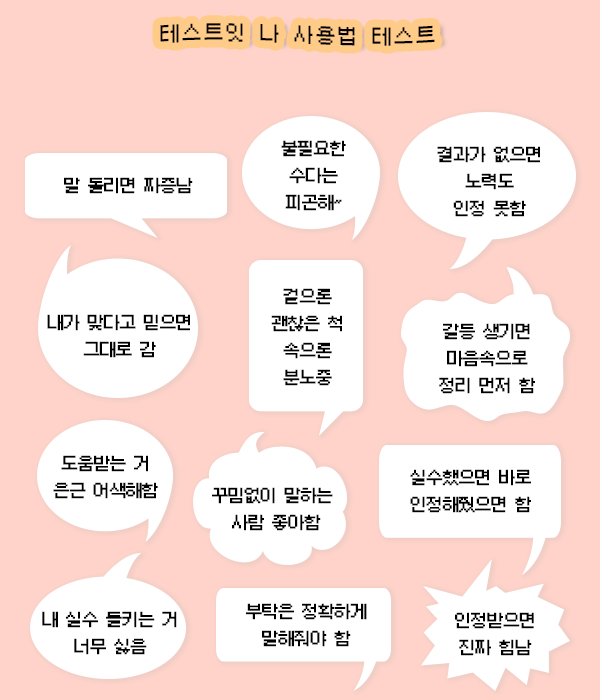 테스트잇 나 사용법 테스트
말 돌리면 짜증남
불필요한
수다는
피곤해~
결과가 없으면
노력도
인정 못함
내가 맞다고 믿으면
그대로 감
겉으론
괜찮은 척
속으론
분노중
갈등 생기면
마음속으로
정리 먼저 함
도움받는 거
은근 어색해함
꾸밈없이 말하는
사람 좋아함
실수했으면 바로
인정해줬으면 함
내 실수 들키는 거
너무 싫음
부탁은 정확하게
말해줘야 함
인정받으면
진짜 힘남